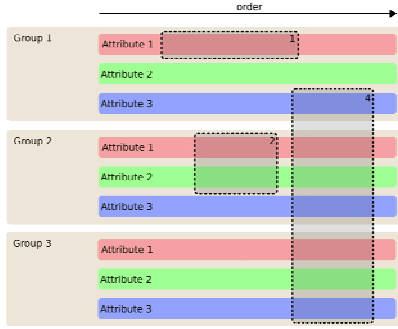 order
Group 1
Attribute 1
1
Attribute 2
Attribute 3
4
Group 2
Attribute 1
2
Attribute 2
Attribute 3
Group 3
Attribute 1
Attribute 2
Attribute 3